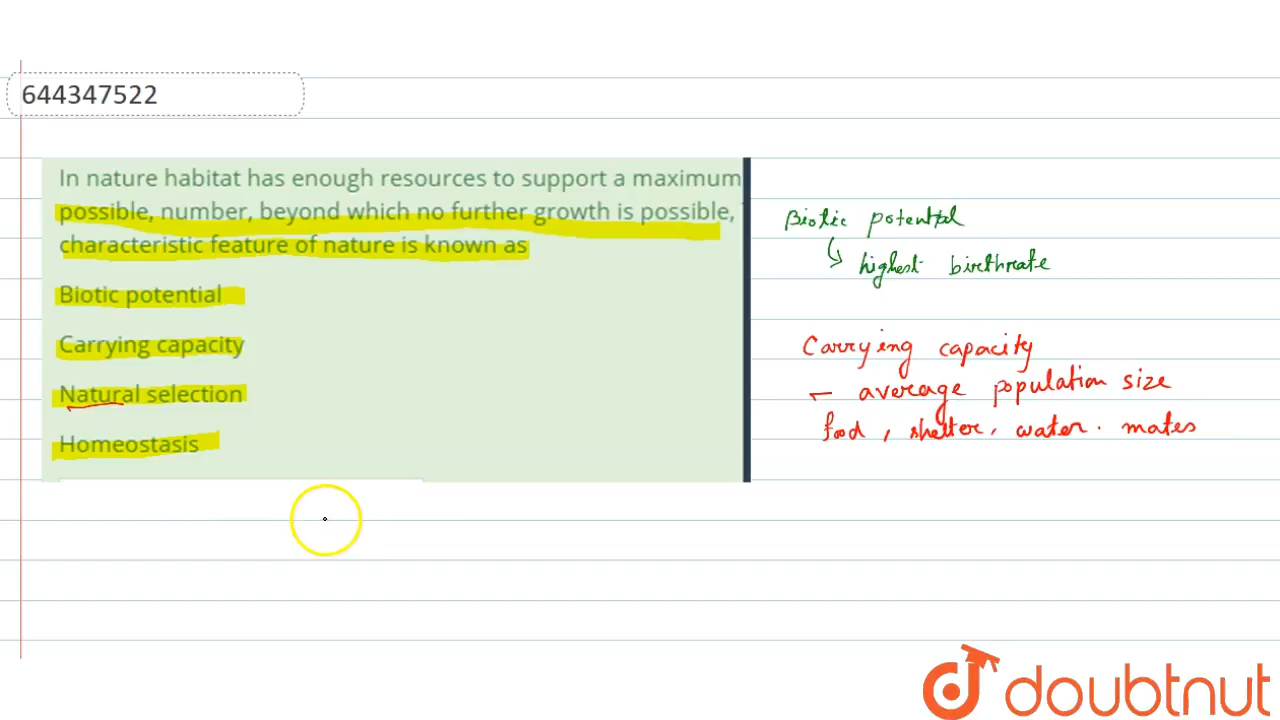 644347522
In nature habitat has enough resources to support a maximum
possible, number, beyond which no further growth is possible,
characteristic feature of nature is known as
Biotic potential
Carrying capacity
Natural selection
Homeostasis
Biotic potential
highest birthrate
Carrying capacity
← average population size
food, shelter, water. mates
doubtnut